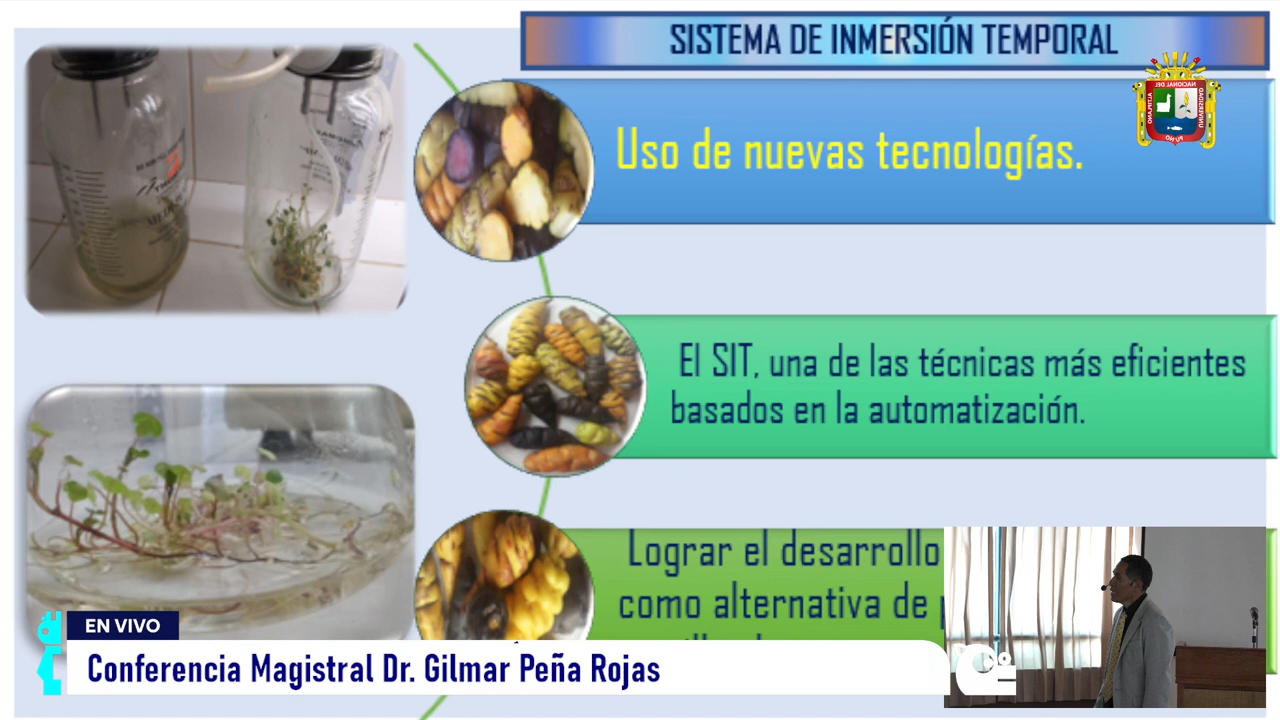 SISTEMA DE INMERSIÓN TEMPORAL
Uso de nuevas tecnologías.
El SIT, una de las técnicas más eficientes
basados en la automatización.
Lograr el desarrollo
como alternativa de
EN VIVO
Conferencia Magistral Dr. Gilmar Peña Rojas